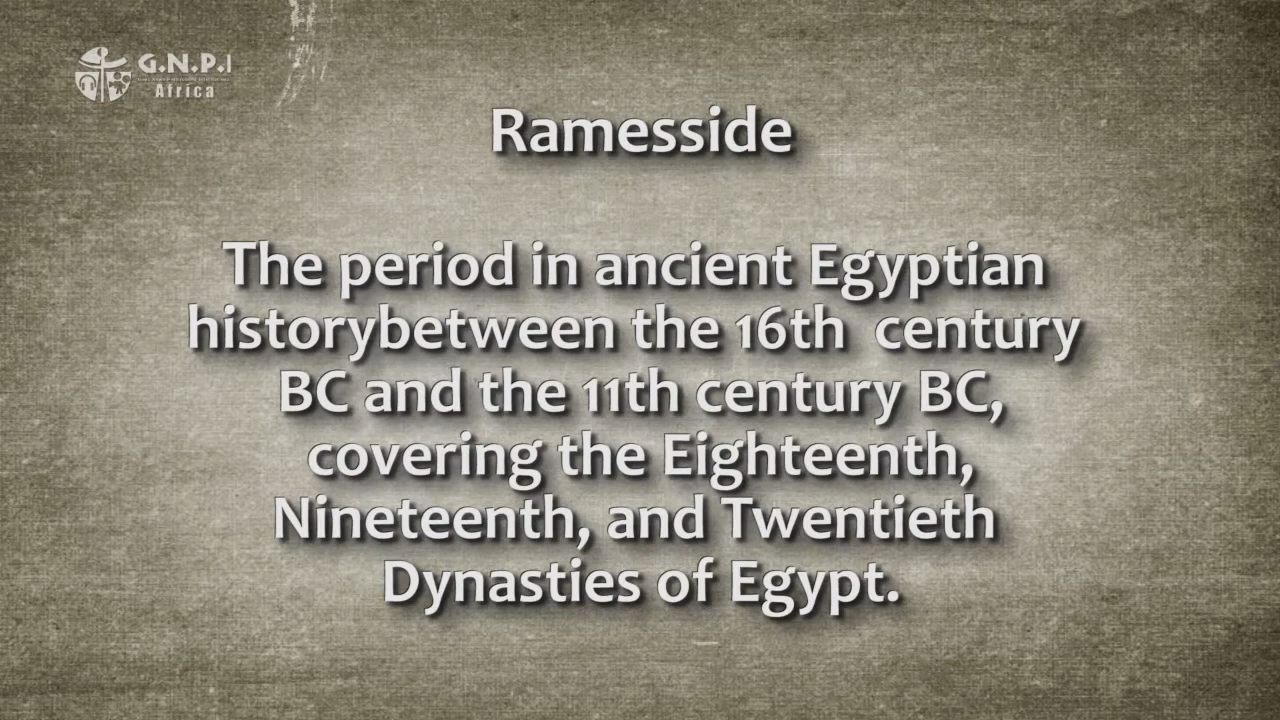 G.N.P.I
Africa
Ramesside
The period in ancient Egyptian
historybetween the 16th  century
BC and the 11th century BC,
covering the Eighteenth,
Nineteenth, and Twentieth
Dynasties of Egypt.